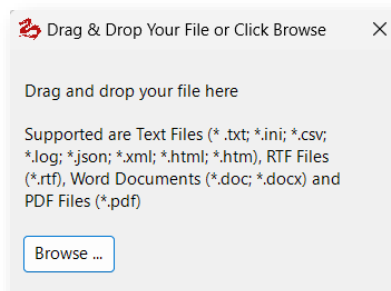 Drag & Drop Your File or Click Browse
Drag and drop your file here
Supported are Text Files (* .txt; *.ini; *.csv;
*.log; *.json; *.xml; *.html; *.htm), RTF Files
(*.rtf), Word Documents (*.doc; *.docx) and
PDF Files (*.pdf)
Browse ...